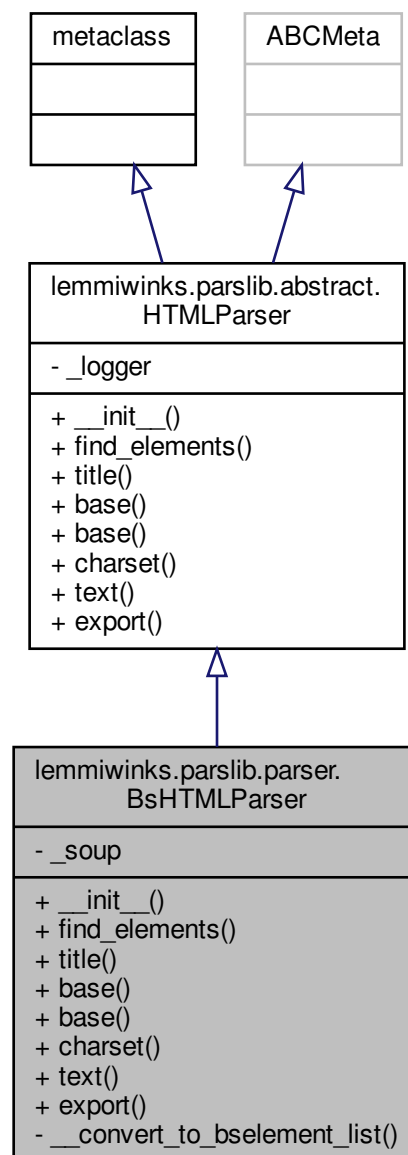 metaclass
ABCMeta
lemmiwinks.parslib.abstract.
HTMLParser
- _logger
+ __init__()
+ find_elements()
+ title()
+ base()
+ base()
+ charset()
+ text()
+ export()
lemmiwinks.parslib.parser.
BsHTMLParser
- _soup
+ __init__()
+ find_elements()
+ title()
+ base()
+ base()
+ charset()
+ text()
+ export()
- __convert_to_bselement_list()